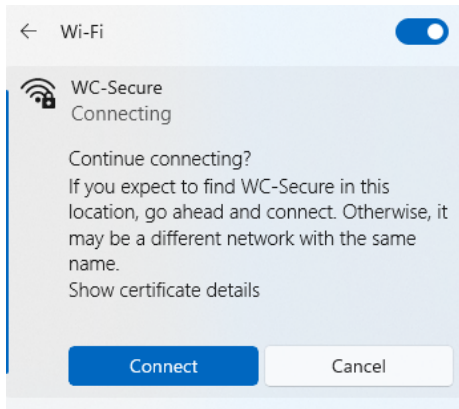 Wi-Fi
WC-Secure
Connecting
Continue connecting?
If you expect to find WC-Secure in this
location, go ahead and connect. Otherwise, it
may be a different network with the same
name.
Show certificate details
Connect
Cancel